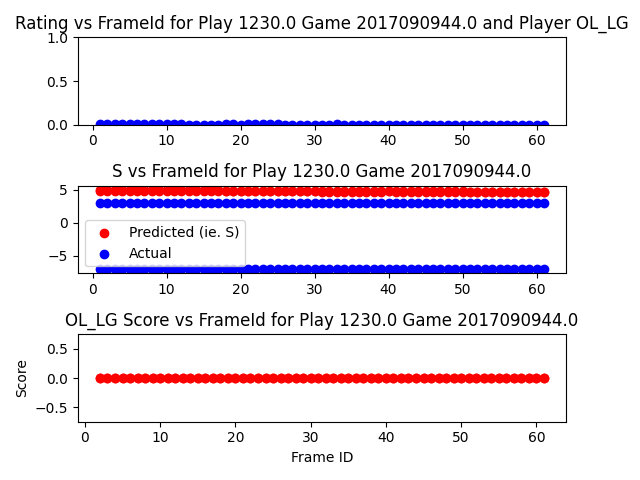 Rating vs FrameId for Play 1230.0 Game 2017090944.0 and Player OL_LG
1.0
0.5
0.0
0 10 20 30 40 50 60
S vs FrameId for Play 1230.0 Game 2017090944.0
5
0
−5
Predicted (ie. S)
Actual
0 10 20 30 40 50 60
OL_LG Score vs FrameId for Play 1230.0 Game 2017090944.0
Score
0.5
0.0
−0.5
0 10 20 30 40 50 60
Frame ID